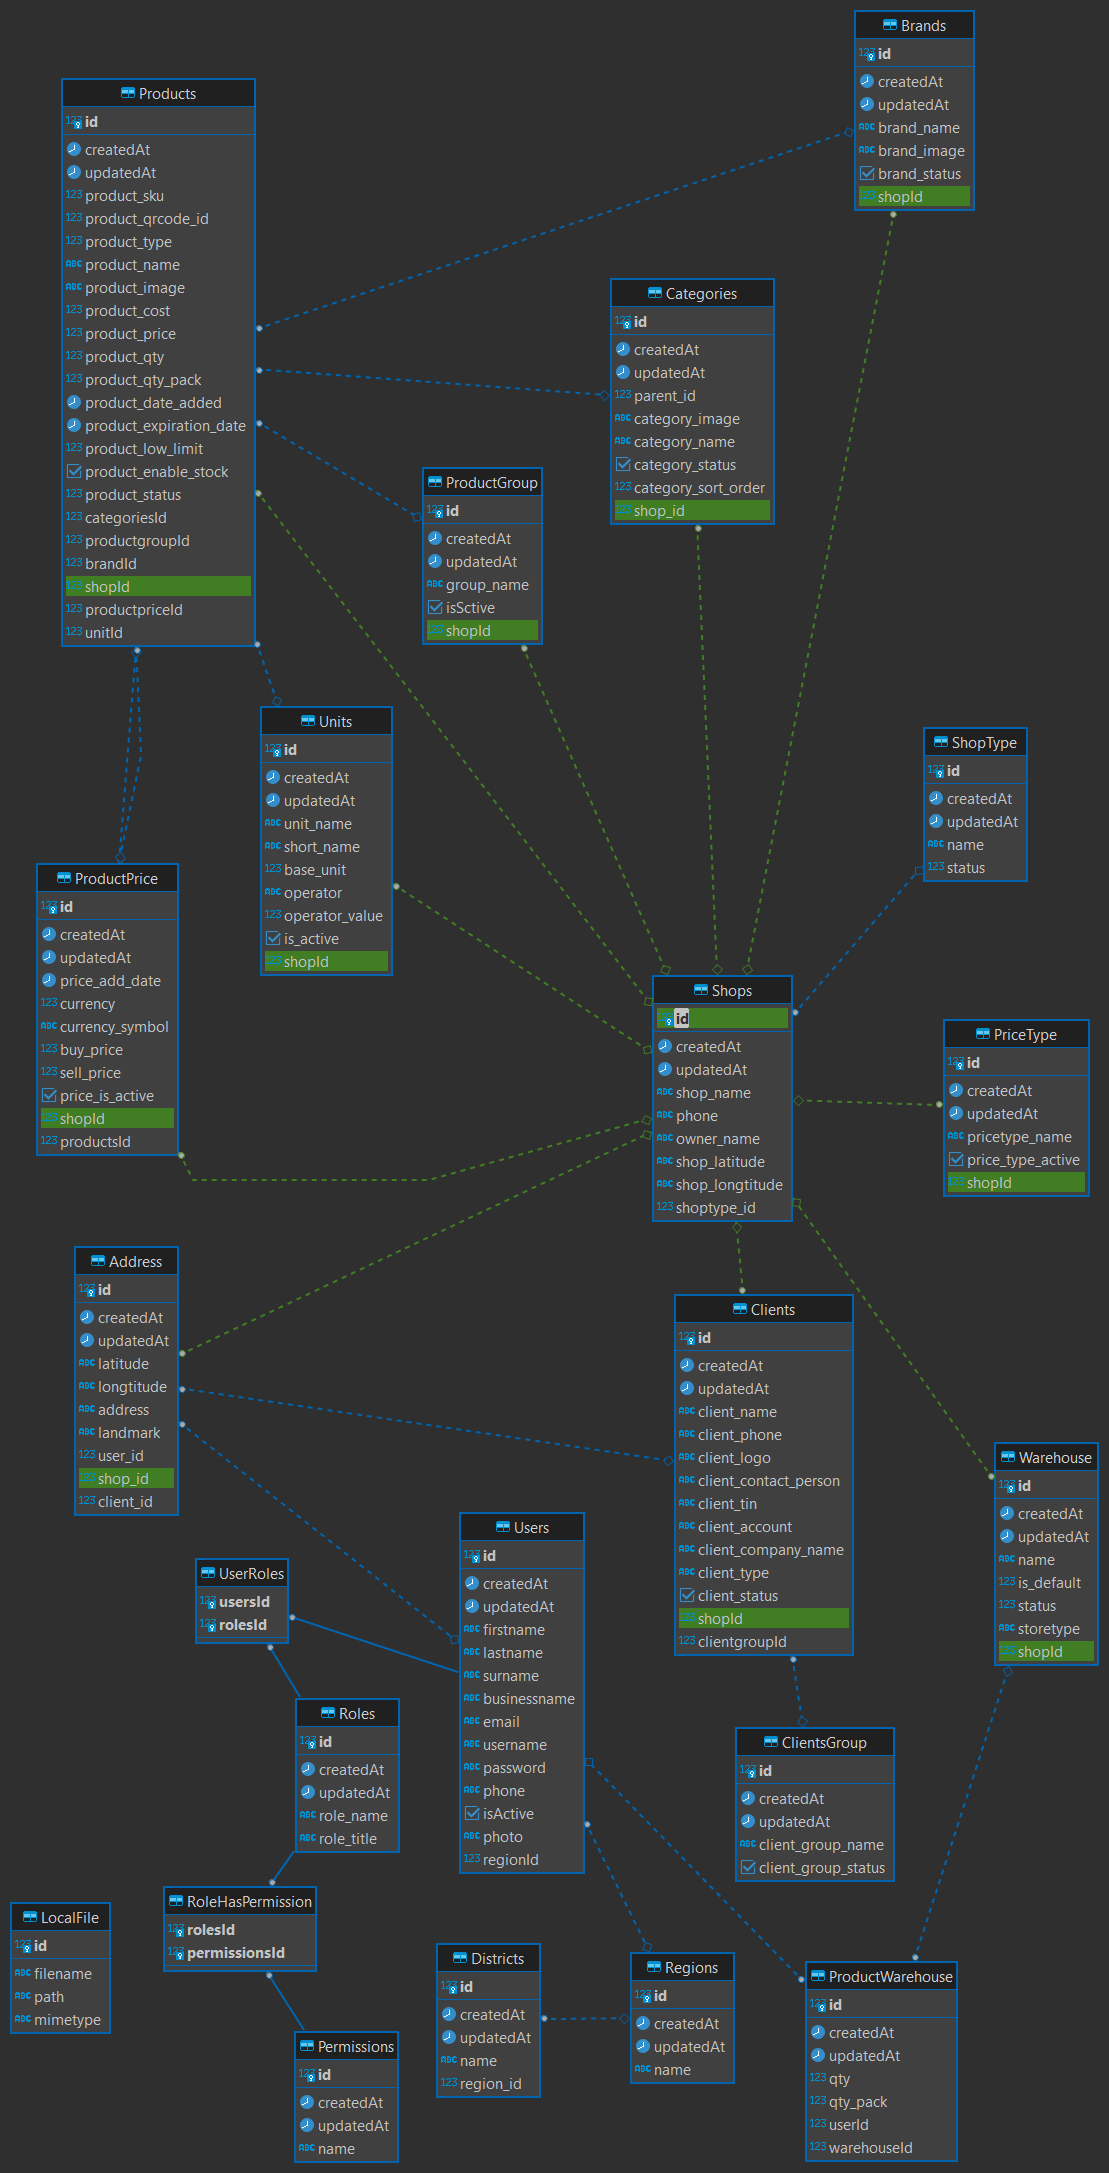 Brands
id
createdAt
updatedAt
brand_name
brand_image
brand_status
shopId
Products
id
createdAt
updatedAt
product_sku
product_qrcode_id
product_type
product_name
product_image
product_cost
product_price
product_qty
product_qty_pack
product_date_added
product_expiration_date
product_low_limit
product_enable_stock
product_status
categoriesId
productgroupId
brandId
shopId
productpriceId
unitId
Categories
id
createdAt
updatedAt
parent_id
category_image
category_name
category_status
category_sort_order
shop_id
ProductGroup
id
createdAt
updatedAt
group_name
isSctive
shopId
Units
id
createdAt
updatedAt
unit_name
short_name
base_unit
operator
operator_value
is_active
shopId
ShopType
id
createdAt
updatedAt
name
status
ProductPrice
id
createdAt
updatedAt
price_add_date
currency
currency_symbol
buy_price
sell_price
price_is_active
shopId
productsId
Shops
id
createdAt
updatedAt
shop_name
phone
owner_name
shop_latitude
shop_longtitude
shoptype_id
PriceType
id
createdAt
updatedAt
pricetype_name
price_type_active
shopId
Address
id
createdAt
updatedAt
latitude
longtitude
address
landmark
user_id
shop_id
client_id
Clients
id
createdAt
updatedAt
client_name
client_phone
client_logo
client_contact_person
client_tin
client_account
client_company_name
client_type
client_status
shopId
clientgroupId
Warehouse
id
createdAt
updatedAt
name
is_default
status
storetype
shopId
Users
id
createdAt
updatedAt
firstname
lastname
surname
businessname
email
username
password
phone
isActive
photo
regionId
UserRoles
usersId
rolesId
Roles
id
createdAt
updatedAt
role_name
role_title
ClientsGroup
id
createdAt
updatedAt
client_group_name
client_group_status
RoleHasPermission
rolesId
permissionsId
LocalFile
id
filename
path
mimetype
Districts
id
createdAt
updatedAt
name
region_id
Regions
id
createdAt
updatedAt
name
ProductWarehouse
id
createdAt
updatedAt
qty
qty_pack
userId
warehouseId
Permissions
id
createdAt
updatedAt
name